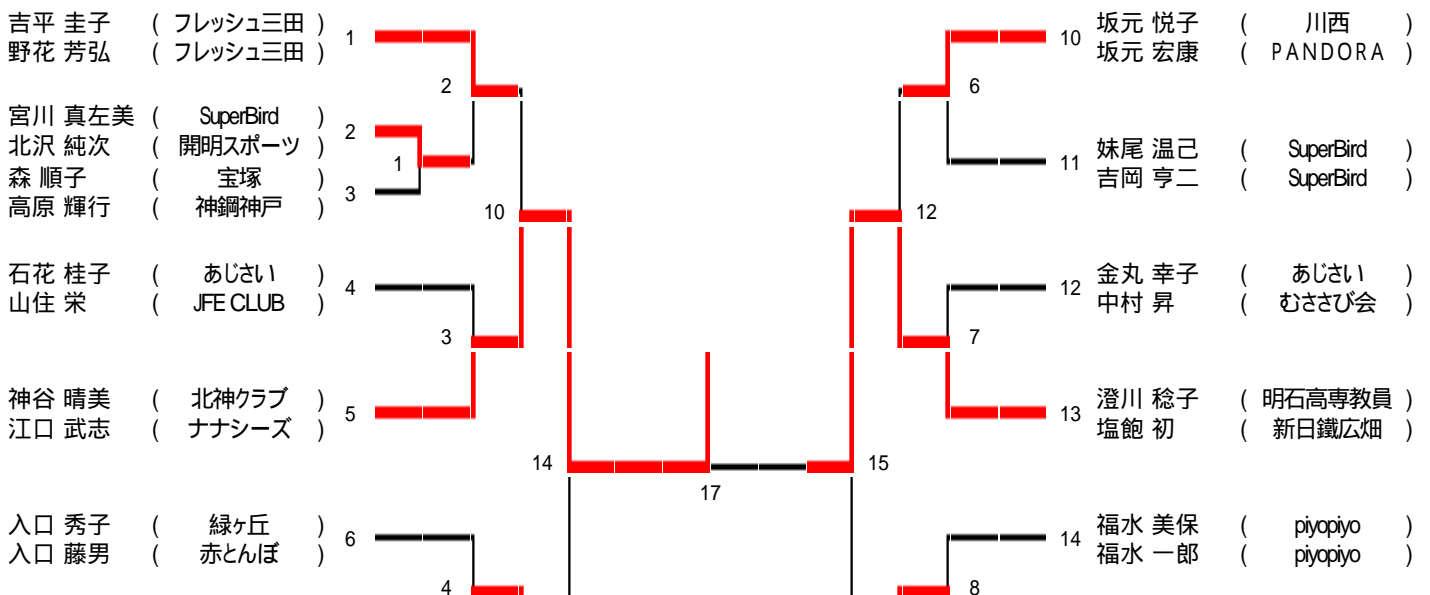 吉平 圭子 ( フレッシュ三田 ) 1
野花 芳弘 ( フレッシュ三田 )
2
宮川 真左美 ( SuperBird ) 2
北沢 純次 ( 開明スポーツ )
1
森 順子 ( 宝塚 ) 3
高原 輝行 ( 神鋼神戸 )
10
石花 桂子 ( あじさい ) 4
山住 栄 ( JFE CLUB )
3
神谷 晴美 ( 北神クラブ ) 5
江口 武志 ( ナナシーズ )
14
入口 秀子 ( 緑ヶ丘 ) 6
入口 藤男 ( 赤とんぼ )
4
17
10 坂元 悦子 ( 川西 )
坂元 宏康 ( PANDORA )
6
11 妹尾 温己 ( SuperBird )
吉岡 亨二 ( SuperBird )
12
12 金丸 幸子 ( あじさい )
中村 昇 ( むささび会 )
7
13 澄川 稔子 ( 明石高専教員 )
塩飽 初 ( 新日鐵広畑 )
15
14 福水 美保 ( piyopiyo )
福水 一郎 ( piyopiyo )
8